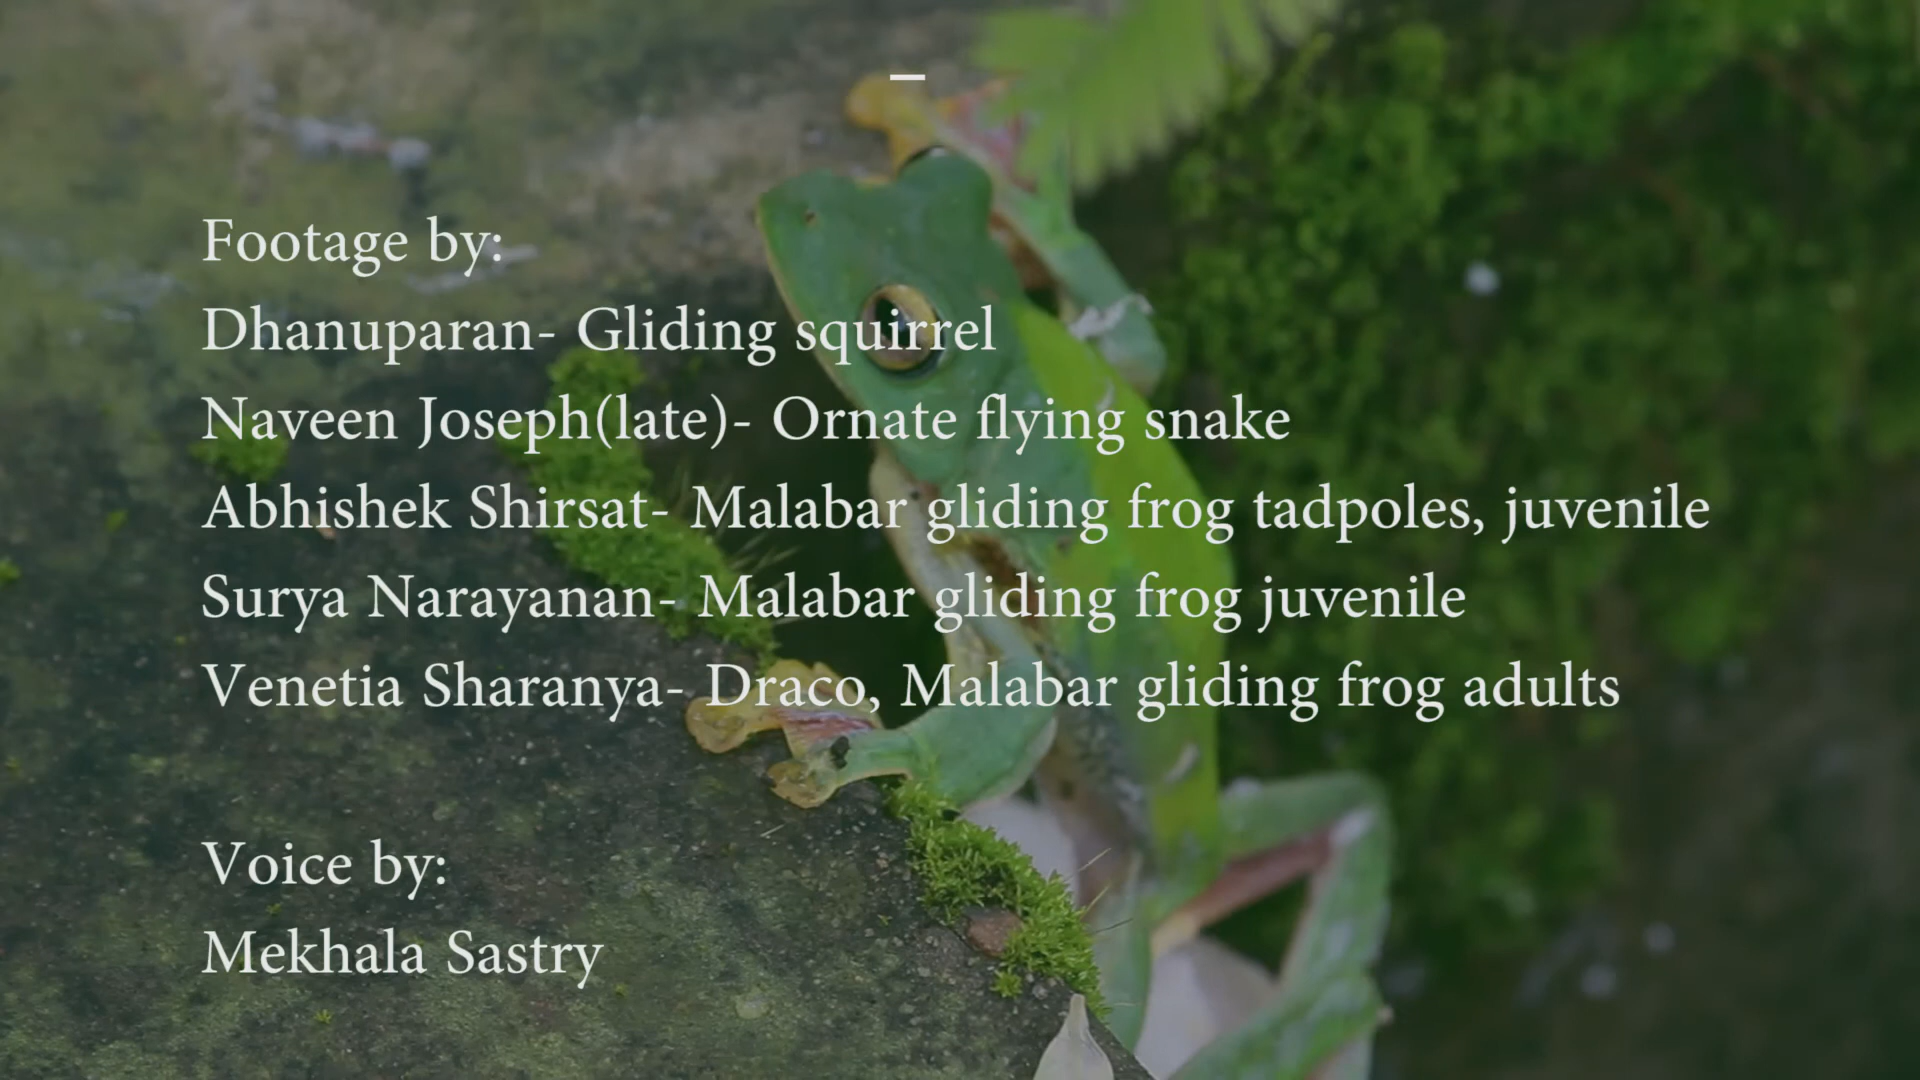 Footage by:
Dhanuparan- Gliding squirrel
Naveen Joseph(late)- Ornate flying snake
Abhishek Shirsat- Malabar gliding frog tadpoles, juvenile
Surya Narayanan- Malabar gliding frog juvenile
Venetia Sharanya- Draco, Malabar gliding frog adults
Voice by:
Mekhala Sastry